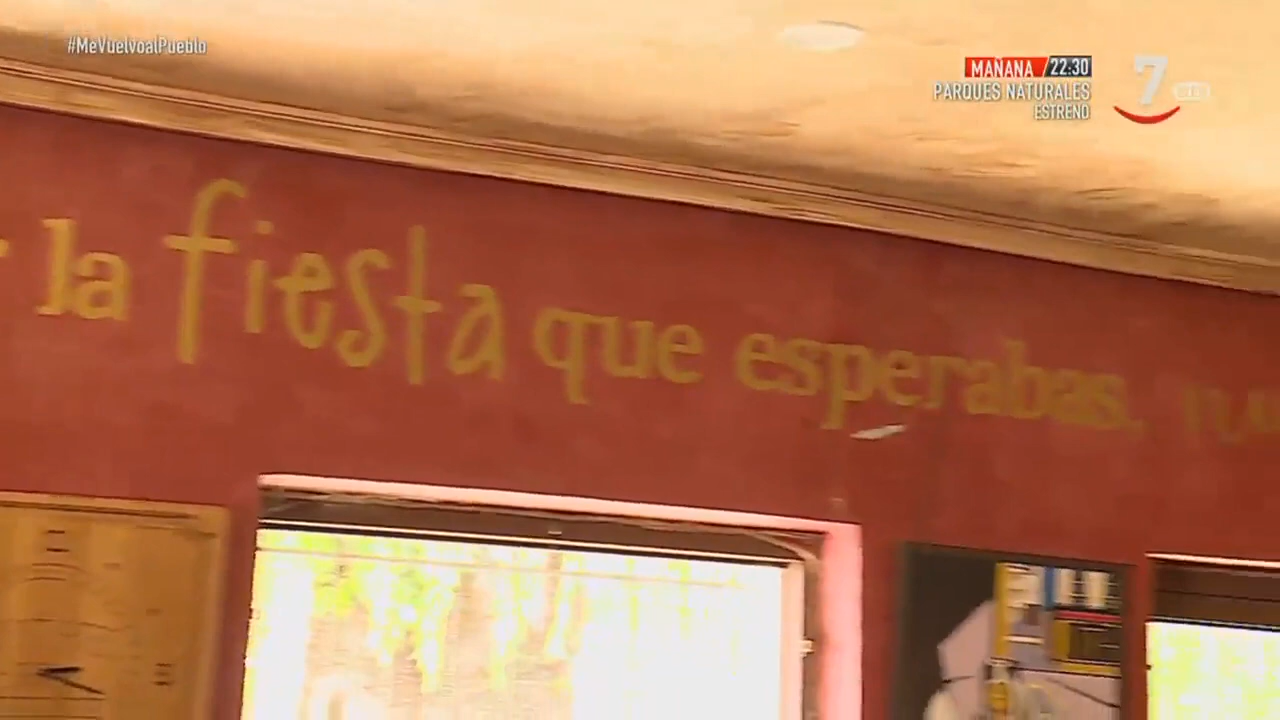 #MeVuelvoalPueblo
MAÑANA 22:30
PARQUES NATURALES
ESTRENO
7
la fiesta que esperabas,